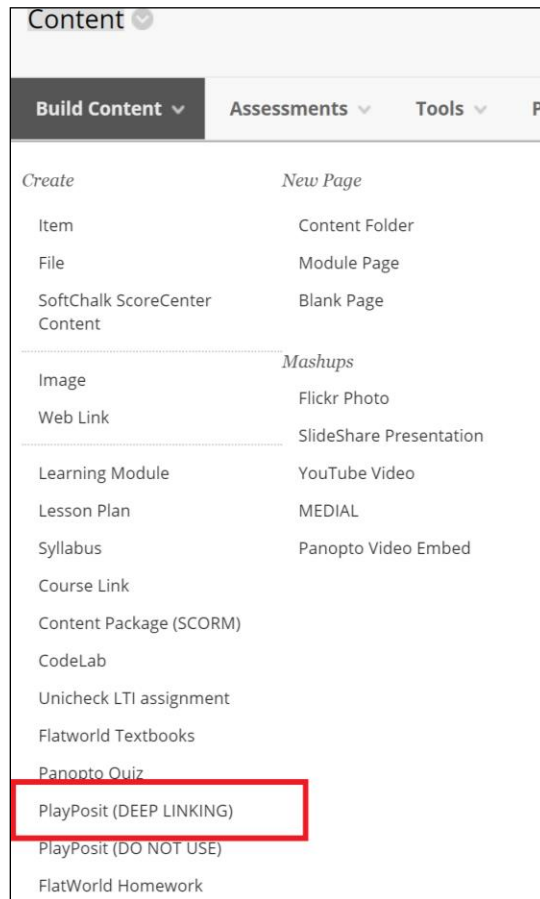 Content
Build Content
Assessments
Tools
P
Create
Item
File
SoftChalk ScoreCenter
Content
Image
Web Link
Learning Module
Lesson Plan
Syllabus
Course Link
Content Package (SCORM)
CodeLab
Unicheck LTI assignment
Flatworld Textbooks
Panopto Quiz
PlayPosit (DEEP LINKING)
PlayPosit (DO NOT USE)
FlatWorld Homework
New Page
Content Folder
Module Page
Blank Page
Mashups
Flickr Photo
SlideShare Presentation
YouTube Video
MEDIAL
Panopto Video Embed